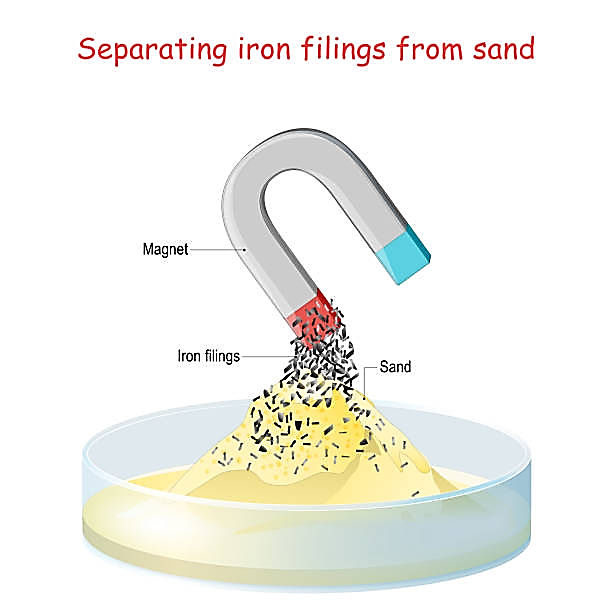 Separating iron filings from sand
Magnet
Iron filings
Sand